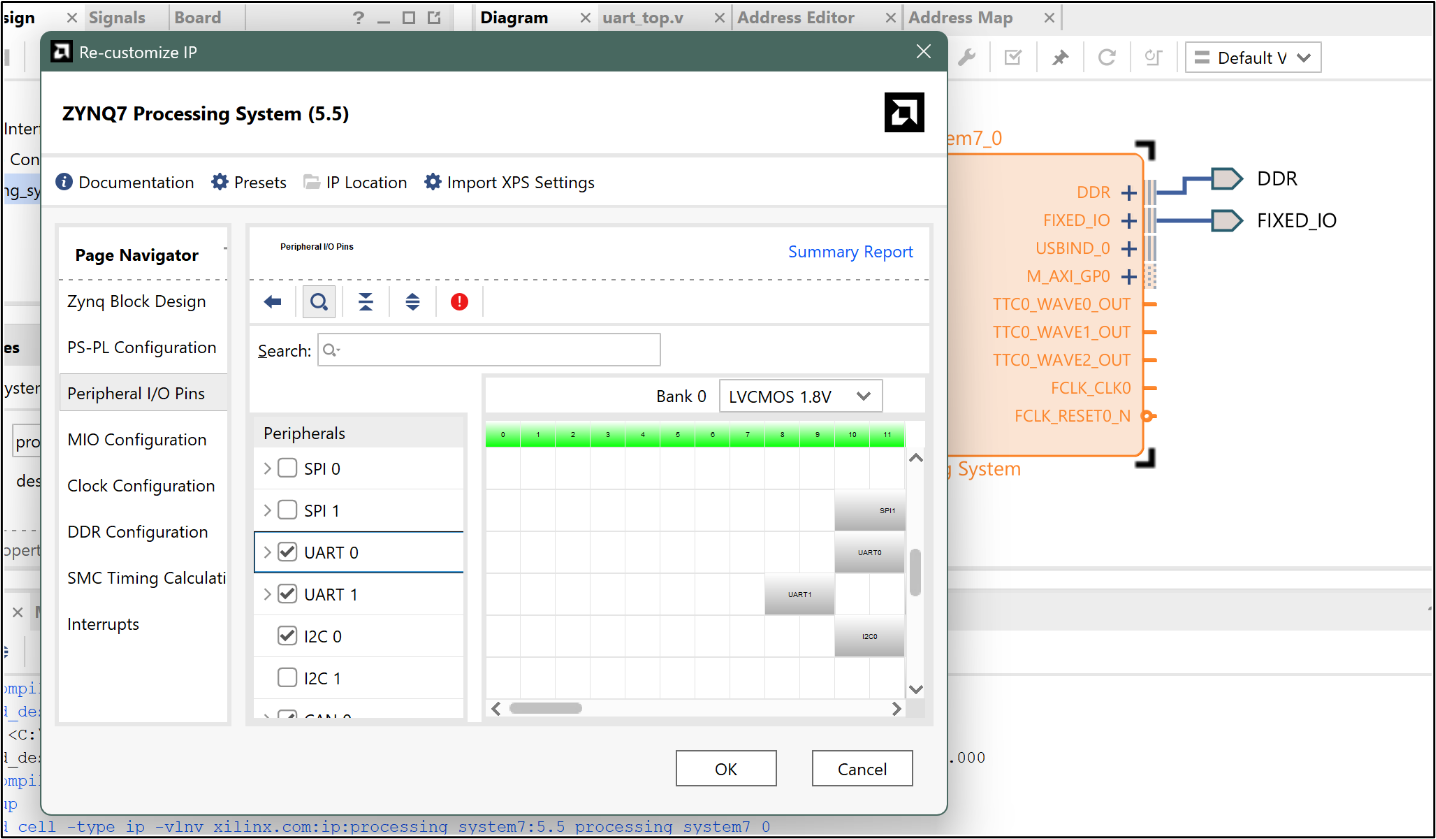 sign
Signals
Board
?
Diagram
uart_top.v
Address Editor
Address Map
Re-customize IP
Default V
ZYNQ7 Processing System (5.5)
Documentation
Presets
IP Location
Import XPS Settings
Page Navigator
Zynq Block Design
PS-PL Configuration
Peripheral I/O Pins
MIO Configuration
Clock Configuration
DDR Configuration
SMC Timing Calculati
Interrupts
Peripheral I/O Pins
Summary Report
Search:
Bank 0
LVCMOS 1.8V
Peripherals
0 1 2 3 4 5 6 7 8 9 10 11
SPI 0
SPI 1
SPI1
UART 0
UART0
UART 1
UART1
I2C 0
I2C0
I2C 1
CAN 0
OK
Cancel
em7_0
DDR
FIXED_IO
USBIND_0
M_AXI_GP0
TTC0_WAVE0_OUT
TTC0_WAVE1_OUT
TTC0_WAVE2_OUT
FCLK_CLK0
FCLK_RESET0_N
g System
DDR
FIXED_IO
Inter
Con
ng_sy
es
yster
pro
des
opert
ompil
d_des
<C:\
d_des
.000
ompil
up
d_cell -type ip -vlnv xilinx.com:ip:processing_system7:5.5 processing_system7_0